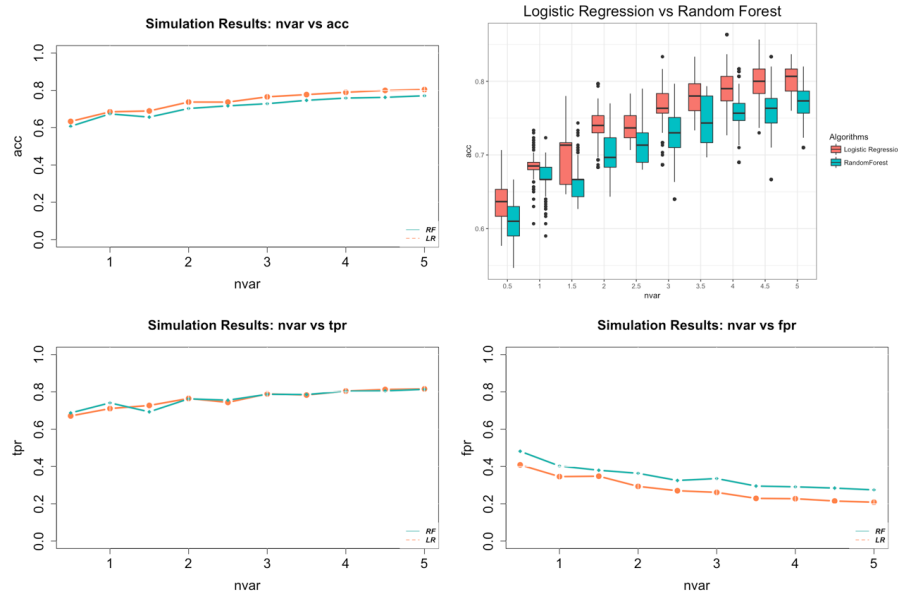 Simulation Results: nvar vs acc
acc
0.0 0.2 0.4 0.6 0.8 1.0
RF
LR
1 2 3 4 5
nvar
Logistic Regression vs Random Forest
acc
0.8
0.7
0.6
0.5 1 1.5 2 2.5 3 3.5 4 4.5 5
nvar
Algorithms
Logistic Regressio
RandomForest
Simulation Results: nvar vs tpr
tpr
0.0 0.2 0.4 0.6 0.8 1.0
RF
LR
1 2 3 4 5
nvar
Simulation Results: nvar vs fpr
fpr
0.0 0.2 0.4 0.6 0.8 1.0
RF
LR
1 2 3 4 5
nvar